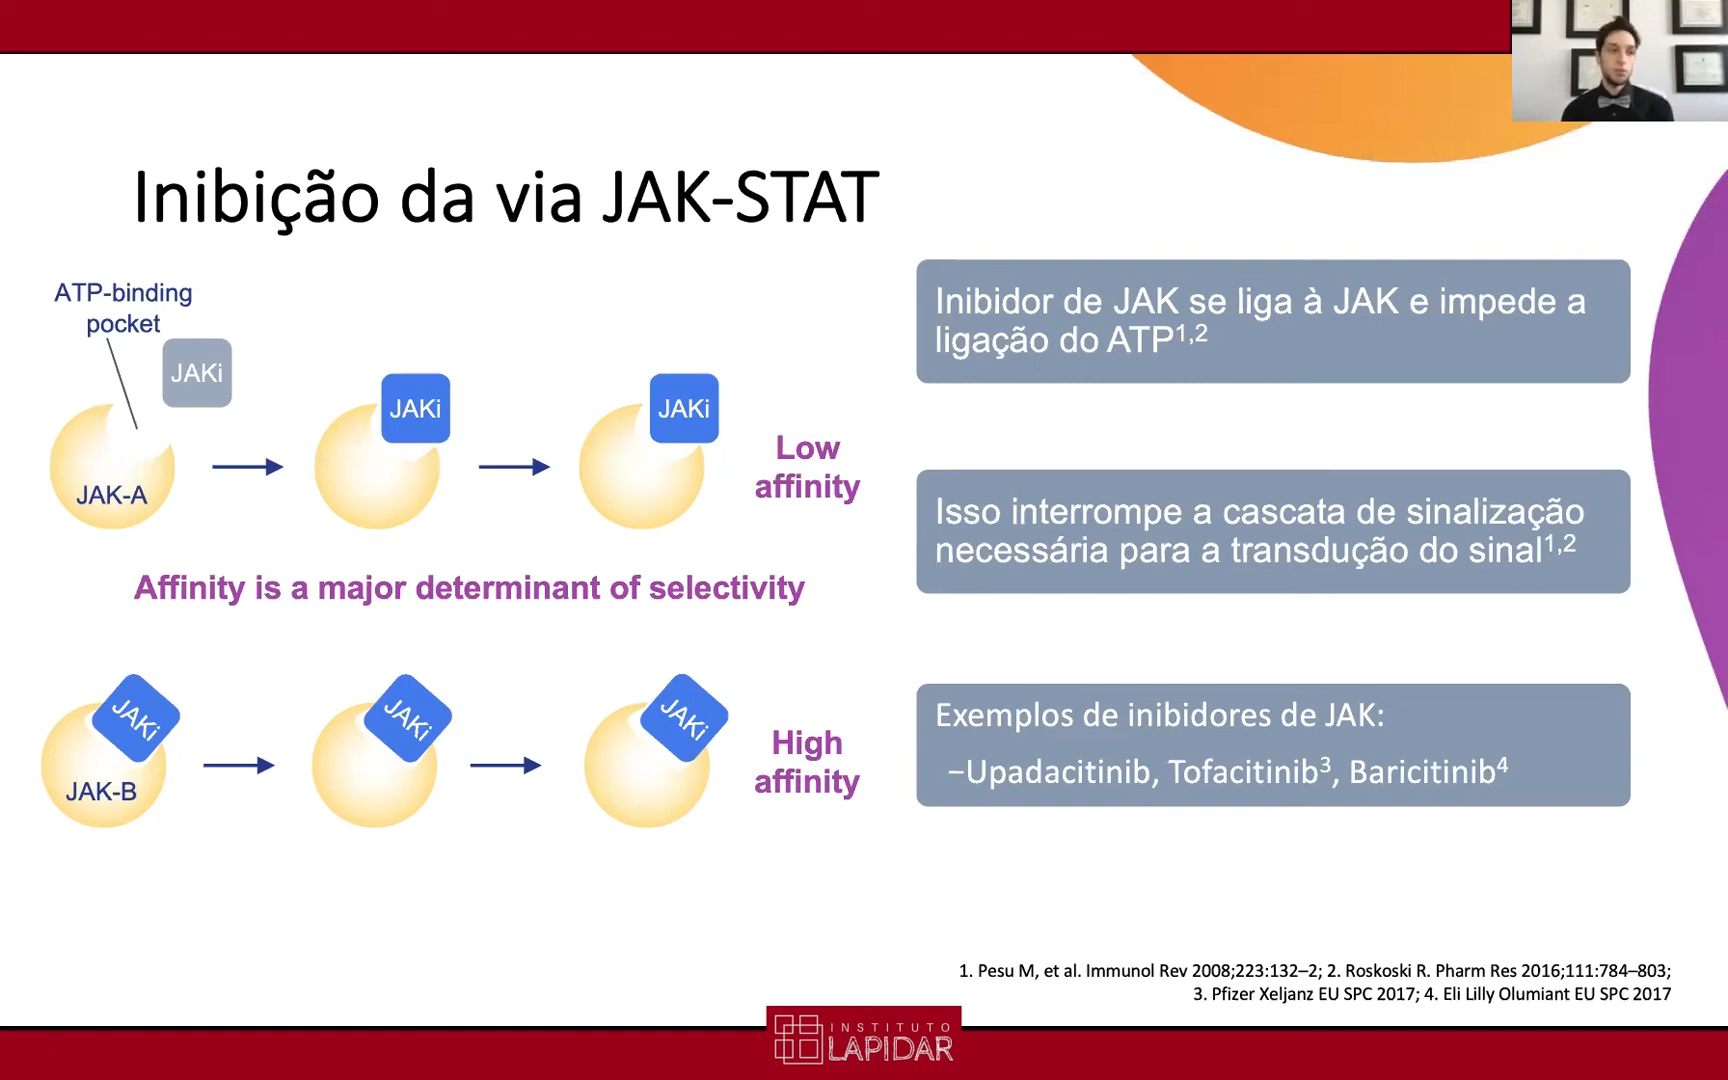 Inibição da via JAK-STAT
ATP-binding
pocket
JAKi
JAK-A
JAKi
JAKi
Low
affinity
Affinity is a major determinant of selectivity
JAKi
JAK-B
JAKi
JAKi
High
affinity
Inibidor de JAK se liga à JAK e impede a
ligação do ATP1,2
Isso interrompe a cascata de sinalização
necessária para a transdução do sinal1,2
Exemplos de inibidores de JAK:
–Upadacitinib, Tofacitinib3, Baricitinib4
1. Pesu M, et al. Immunol Rev 2008;223:132–2; 2. Roskoski R. Pharm Res 2016;111:784–803;
3. Pfizer Xeljanz EU SPC 2017; 4. Eli Lilly Olumiant EU SPC 2017
INSTITUTO
LAPIDAR